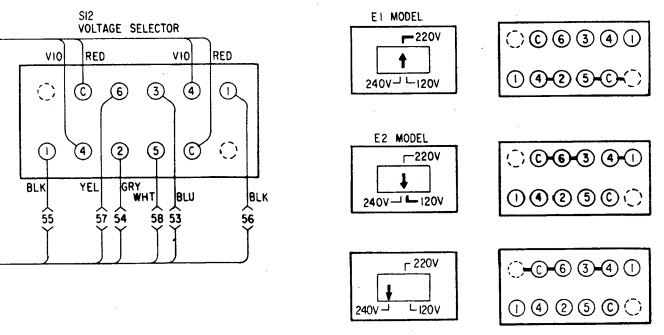 S12
VOLTAGE SELECTOR
VIO RED VIO RED
C 6 3 4 1
1 4 2 5 C
BLK YEL GRY WHT BLU BLK
55 57 54 58 53 56
E1 MODEL
220V
240V 120V
C 6 3 4 1
1 4 2 5 C
E2 MODEL
220V
240V 120V
C 6 3 4 1
1 4 2 5 C
220V
240V 120V
C 6 3 4 1
1 4 2 5 C